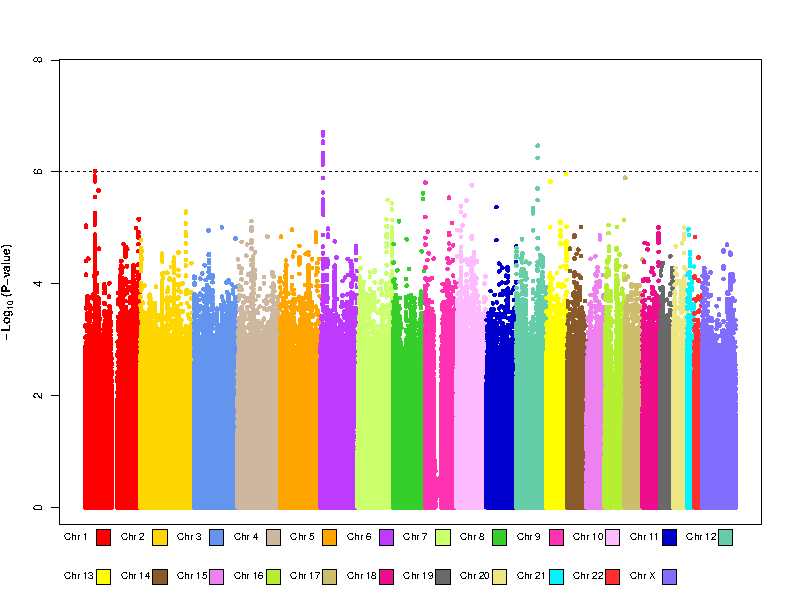 8
6
4
2
0
−Log10 (P−value)
Chr 1 Chr 2 Chr 3 Chr 4 Chr 5 Chr 6 Chr 7 Chr 8 Chr 9 Chr 10 Chr 11 Chr 12
Chr 13 Chr 14 Chr 15 Chr 16 Chr 17 Chr 18 Chr 19 Chr 20 Chr 21 Chr 22 Chr X